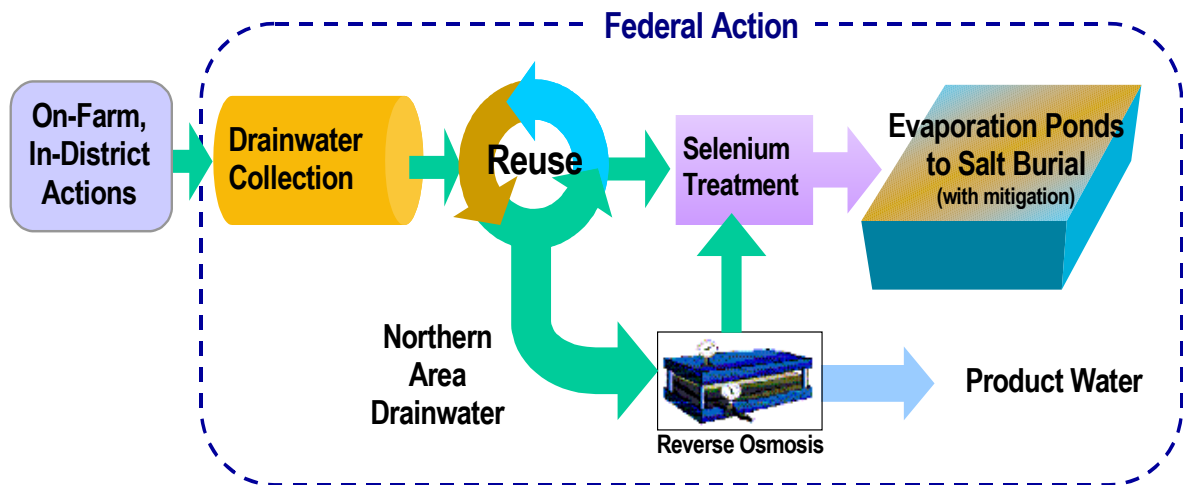 Federal Action
On-Farm,
In-District
Actions
Drainwater
Collection
Reuse
Selenium
Treatment
Evaporation Ponds
to Salt Burial
(with mitigation)
Northern
Area
Drainwater
Reverse Osmosis
Product Water